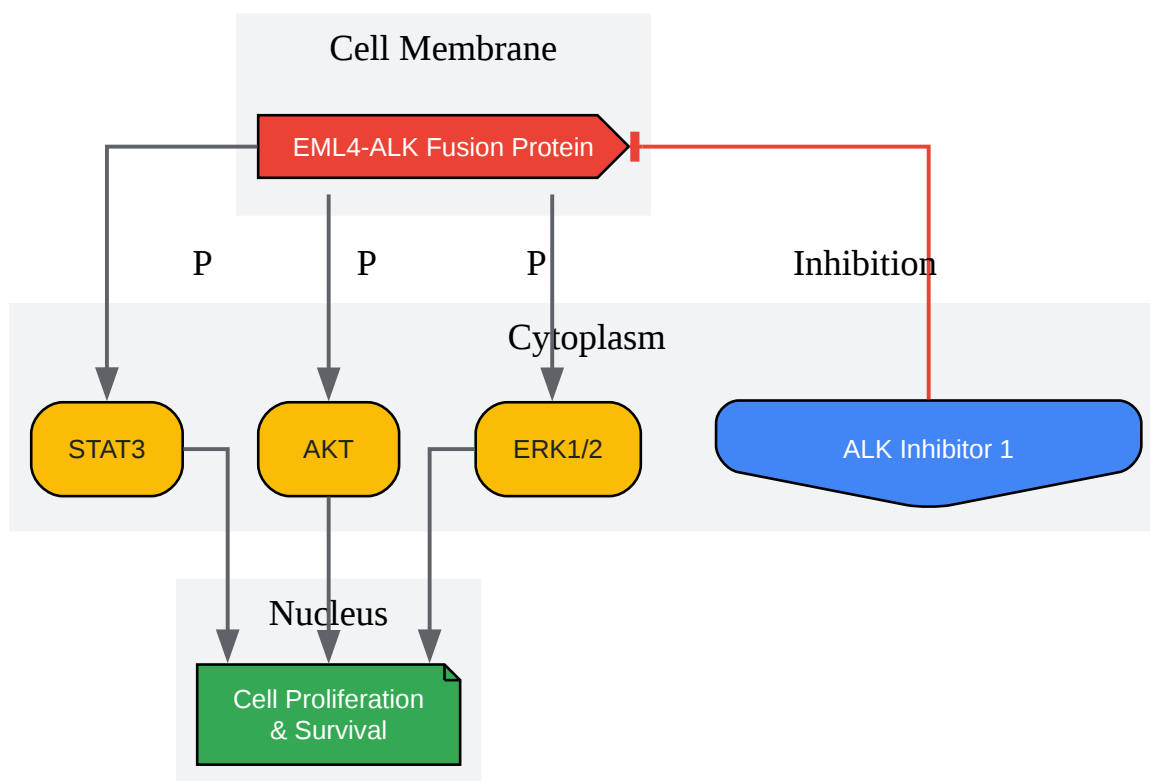 Cell Membrane
EML4-ALK Fusion Protein
P
P
P
Inhibition
Cytoplasm
STAT3
AKT
ERK1/2
ALK Inhibitor 1
Nucleus
Cell Proliferation
& Survival